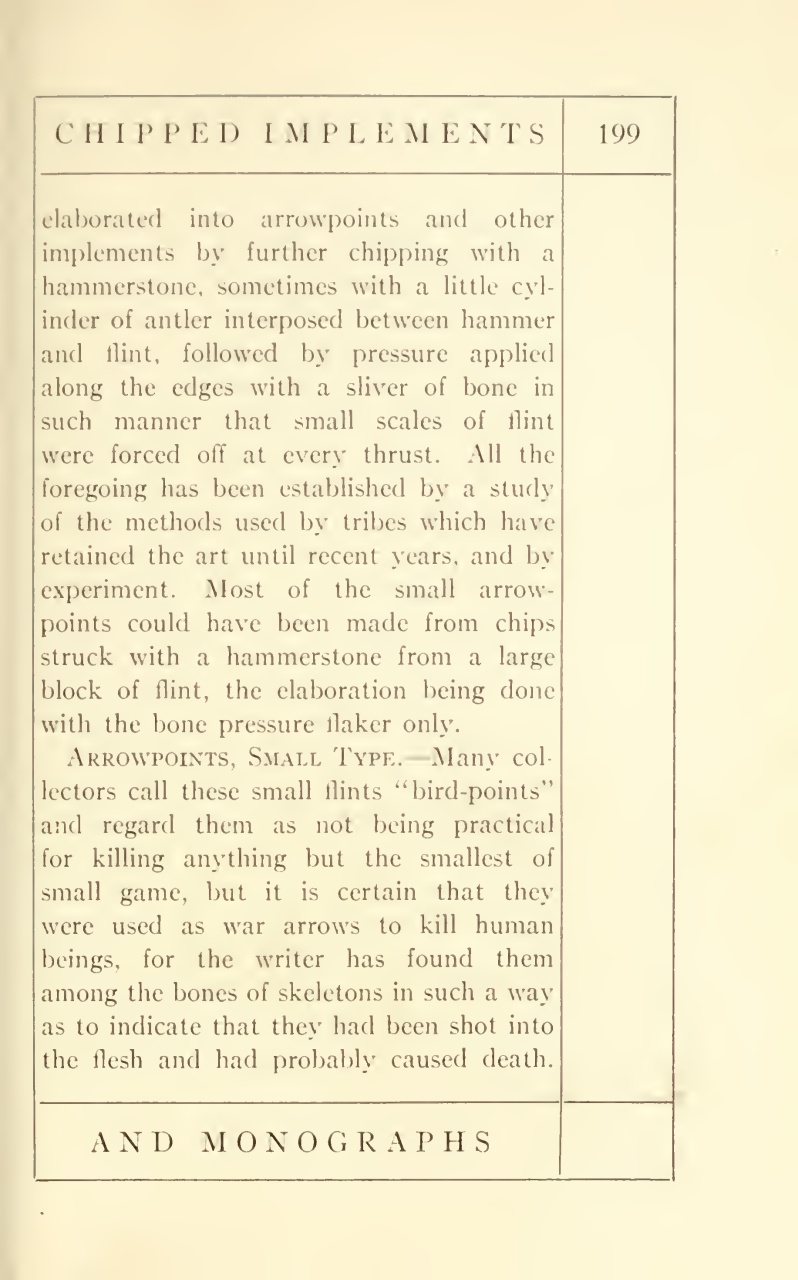 CHIPPED IMPLEMENTS 199
elaborated into arrowpoints and other
implements by further chipping with a
hammerstone, sometimes with a little cyl-
inder of antler interposed between hammer
and flint, followed by pressure applied
along the edges with a sliver of bone in
such manner that small scales of flint
were forced off at every thrust. All the
foregoing has been established by a study
of the methods used by tribes which have
retained the art until recent years, and by
experiment. Most of the small arrow-
points could have been made from chips
struck with a hammerstone from a large
block of flint, the elaboration being done
with the bone pressure flaker only.
ARROWPOINTS, SMALL TYPE. Many col-
lectors call these small flints “bird-points”
and regard them as not being practical
for killing anything but the smallest of
small game, but it is certain that they
were used as war arrows to kill human
beings, for the writer has found them
among the bones of skeletons in such a way
as to indicate that they had been shot into
the flesh and had probably caused death.
AND MONOGRAPHS